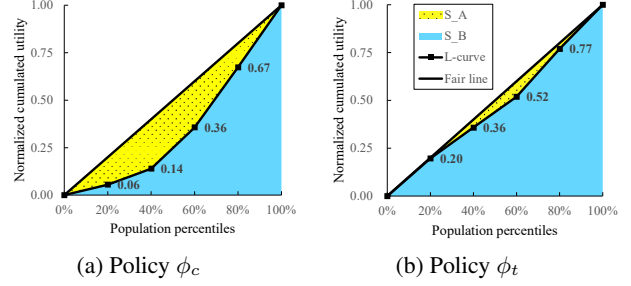 Normalized cumulated utility
1.00
0.75
0.50
0.25
0.00
0.06
0.14
0.36
0.67
0% 20% 40% 60% 80% 100%
Population percentiles
(a) Policy ϕc
Normalized cumulated utility
1.00
0.75
0.50
0.25
0.00
S_A
S_B
L-curve
Fair line
0.20
0.36
0.52
0.77
0% 20% 40% 60% 80% 100%
Population percentiles
(b) Policy ϕt